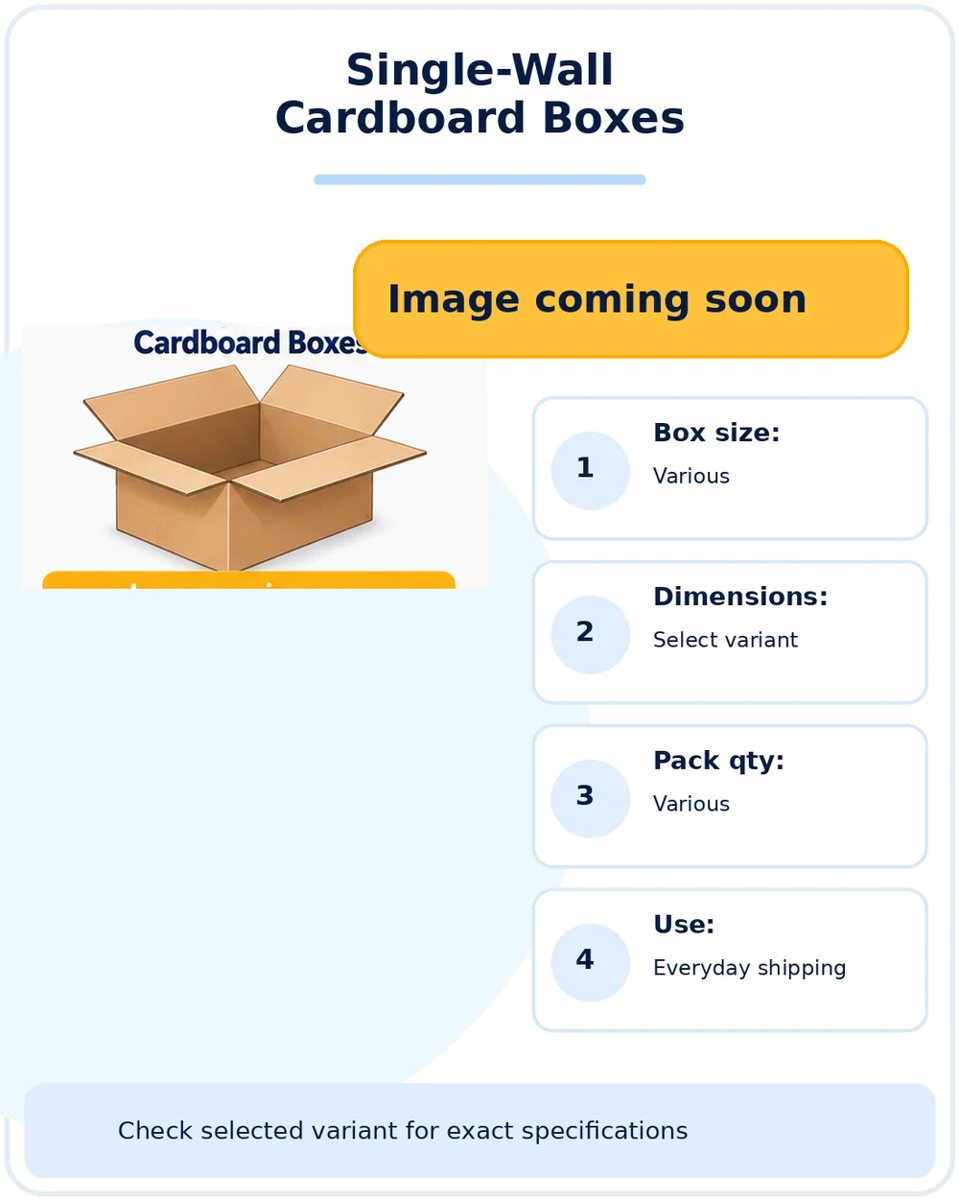 Single-Wall
Cardboard Boxes
Image coming soon
Cardboard Boxes
1
Box size:
Various
2
Dimensions:
Select variant
3
Pack qty:
Various
4
Use:
Everyday shipping
Check selected variant for exact specifications